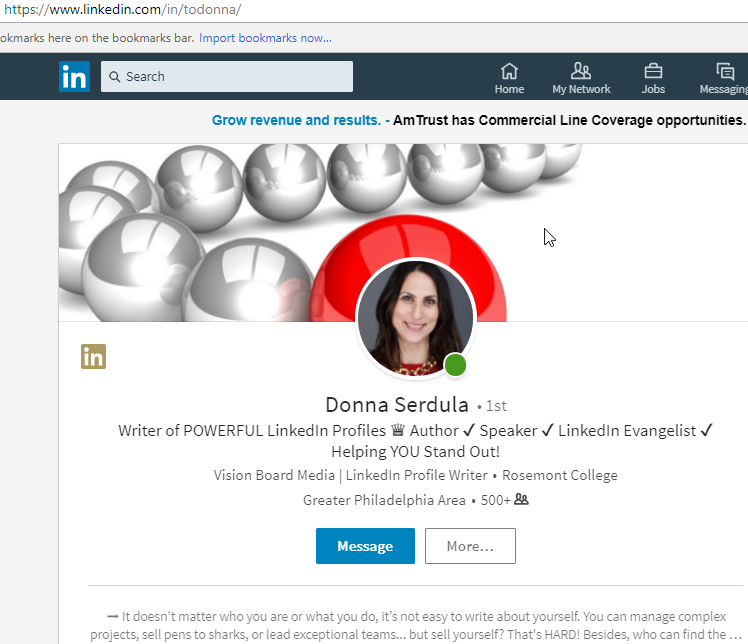 https://www.linkedin.com/in/todonna/
okmarks here on the bookmarks bar. Import bookmarks now...
in Search Home My Network Jobs Messaging
Grow revenue and results. - AmTrust has Commercial Line Coverage opportunities.
in
Donna Serdula • 1st
Writer of POWERFUL LinkedIn Profiles ♕ Author ✓ Speaker ✓ LinkedIn Evangelist ✓
Helping YOU Stand Out!
Vision Board Media | LinkedIn Profile Writer • Rosemont College
Greater Philadelphia Area • 500+
Message More...
➞ It doesn't matter who you are or what you do, it's not easy to write about yourself. You can manage complex
projects, sell pens to sharks, or lead exceptional teams... but sell yourself? That's HARD! Besides, who can find the ...